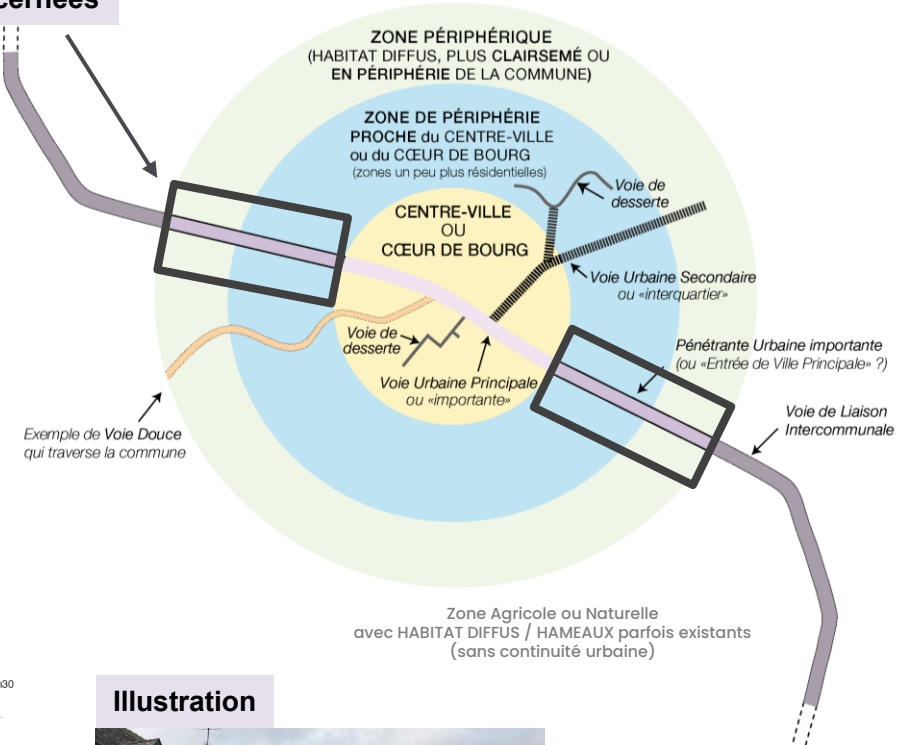 ZONE PÉRIPHÉRIQUE
(HABITAT DIFFUS, PLUS CLAIRSEMÉ OU
EN PÉRIPHÉRIE DE LA COMMUNE)
ZONE DE PÉRIPHÉRIE
PROCHE du CENTRE-VILLE
ou du CŒUR DE BOURG
(zones un peu plus résidentielles)
Voie de
desserte
CENTRE-VILLE
OU
CŒUR DE BOURG
Voie Urbaine Secondaire
ou «interquartier»
Voie de
desserte
Voie Urbaine Principale
ou «importante»
Pénétrante Urbaine importante
(ou «Entrée de Ville Principale» ?)
Voie de Liaison
Intercommunale
Exemple de Voie Douce
qui traverse la commune
Zone Agricole ou Naturelle
avec HABITAT DIFFUS / HAMEAUX parfois existants
(sans continuité urbaine)
Illustration